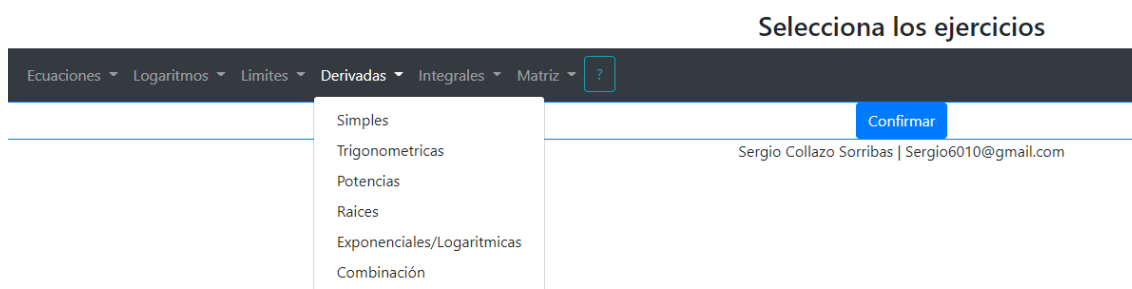 Selecciona los ejercicios
Ecuaciones Logaritmos Limites Derivadas Integrales Matriz ?
Simples
Trigonometricas
Potencias
Raices
Exponenciales/Logaritmicas
Combinación
Confirmar
Sergio Collazo Sorribas | Sergio6010@gmail.com